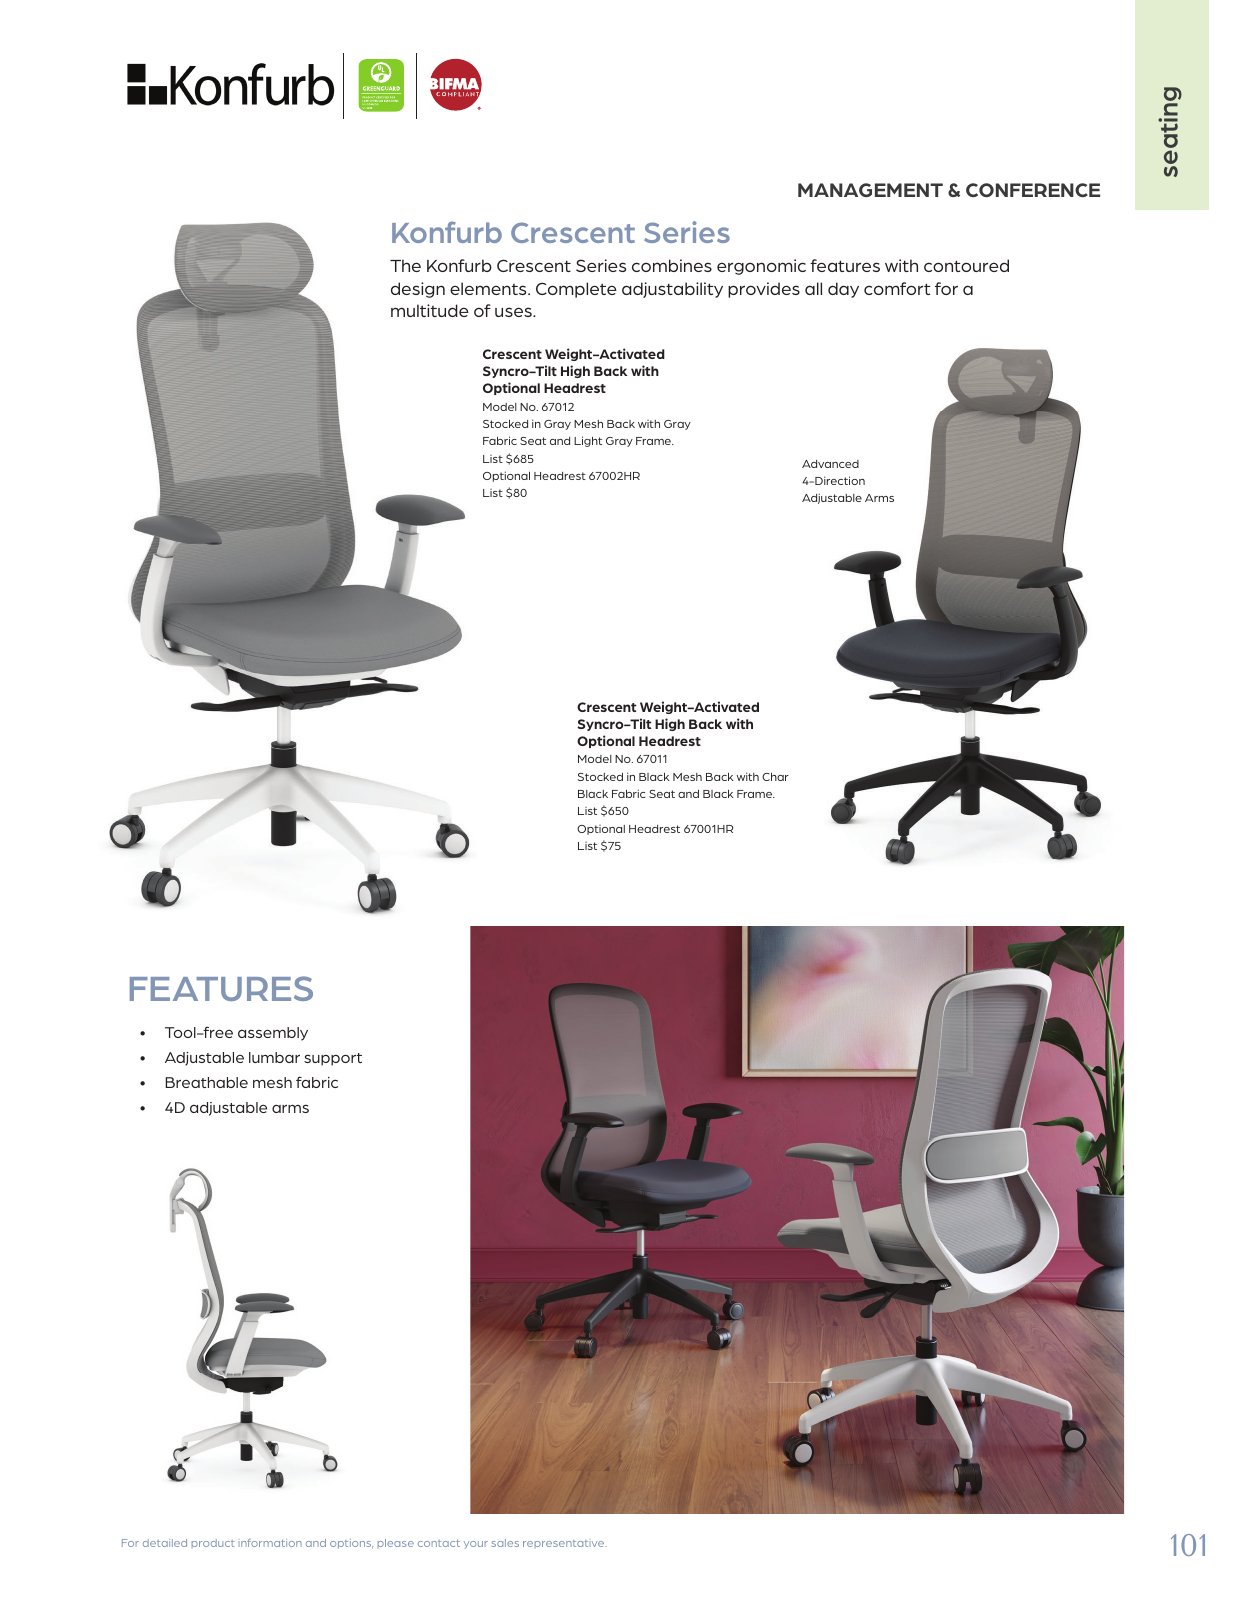 Konfurb
UL
GREENGUARD
BIFMA
COMPLIANT
seating
MANAGEMENT & CONFERENCE
Konfurb Crescent Series
The Konfurb Crescent Series combines ergonomic features with contoured
design elements. Complete adjustability provides all day comfort for a
multitude of uses.
Crescent Weight-Activated
Syncro-Tilt High Back with
Optional Headrest
Model No. 67012
Stocked in Gray Mesh Back with Gray
Fabric Seat and Light Gray Frame.
List $685
Optional Headrest 67002HR
List $80
Advanced
4-Direction
Adjustable Arms
Crescent Weight-Activated
Syncro-Tilt High Back with
Optional Headrest
Model No. 67011
Stocked in Black Mesh Back with Char
Black Fabric Seat and Black Frame.
List $650
Optional Headrest 67001HR
List $75
FEATURES
• Tool-free assembly
• Adjustable lumbar support
• Breathable mesh fabric
• 4D adjustable arms
For detailed product information and options, please contact your sales representative.
101